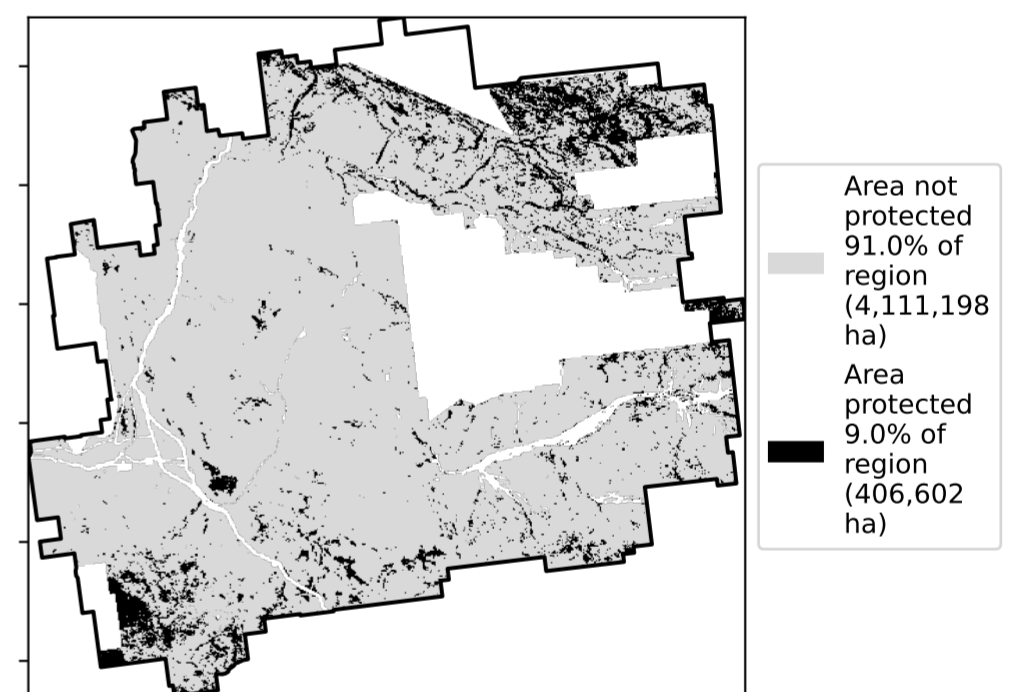 Area not
protected
91.0% of
region
(4,111,198
ha)
Area
protected
9.0% of
region
(406,602
ha)